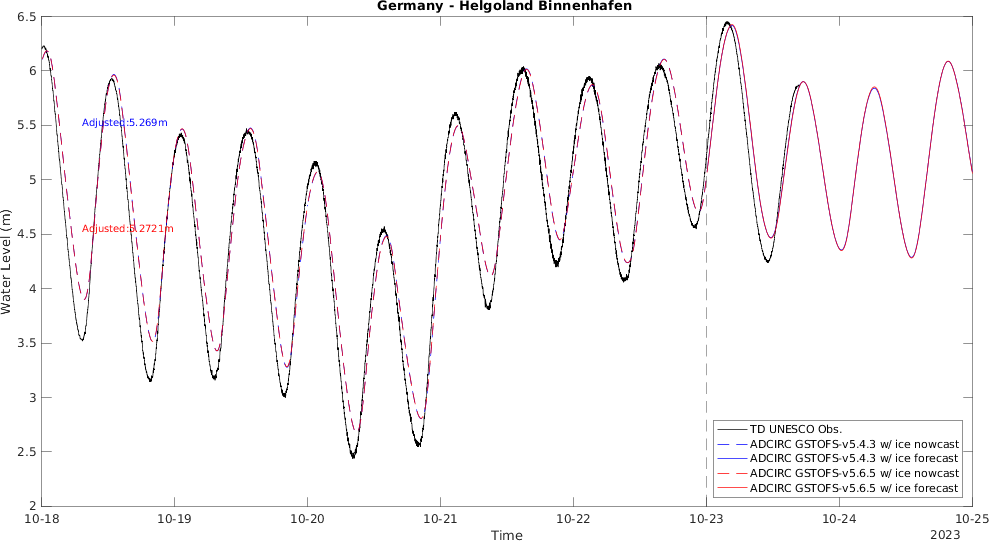 Germany - Helgoland Binnenhafen
6.5
6
5.5
5
4.5
4
3.5
3
2.5
2
Water Level (m)
Adjusted:5.269m
Adjusted:5.2721m
TD UNESCO Obs.
ADCIRC GSTOFS-v5.4.3 w/ ice nowcast
ADCIRC GSTOFS-v5.4.3 w/ ice forecast
ADCIRC GSTOFS-v5.6.5 w/ ice nowcast
ADCIRC GSTOFS-v5.6.5 w/ ice forecast
10-18 10-19 10-20 10-21 10-22 10-23 10-24 10-25
Time
2023